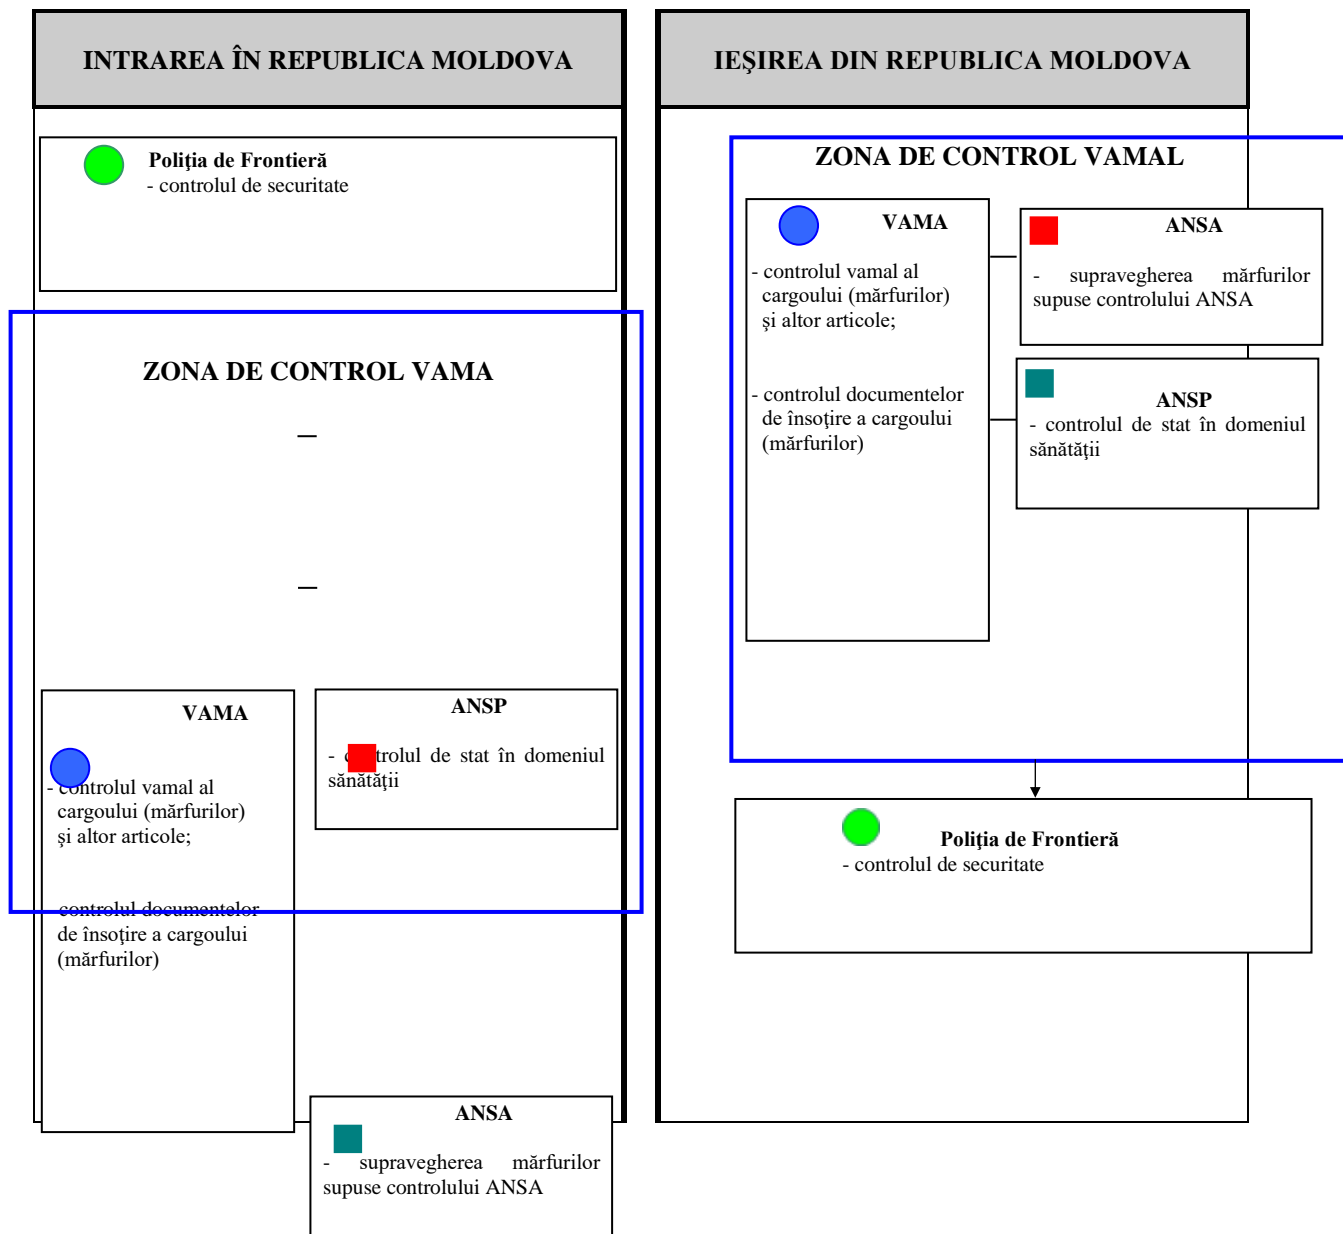 INTRAREA ÎN REPUBLICA MOLDOVA
Poliţia de Frontieră
- controlul de securitate
ZONA DE CONTROL VAMA
VAMA
- controlul vamal al
cargoului (mărfurilor)
şi altor articole;
controlul documentelor
de însoţire a cargoului
(mărfurilor)
ANSP
- controlul de stat în domeniul
sănătăţii
ANSA
- supravegherea mărfurilor
supuse controlului ANSA
IEŞIREA DIN REPUBLICA MOLDOVA
ZONA DE CONTROL VAMAL
VAMA
- controlul vamal al
cargoului (mărfurilor)
şi altor articole;
- controlul documentelor
de însoţire a cargoului
(mărfurilor)
ANSA
- supravegherea mărfurilor
supuse controlului ANSA
ANSP
- controlul de stat în domeniul
sănătăţii
Poliţia de Frontieră
- controlul de securitate